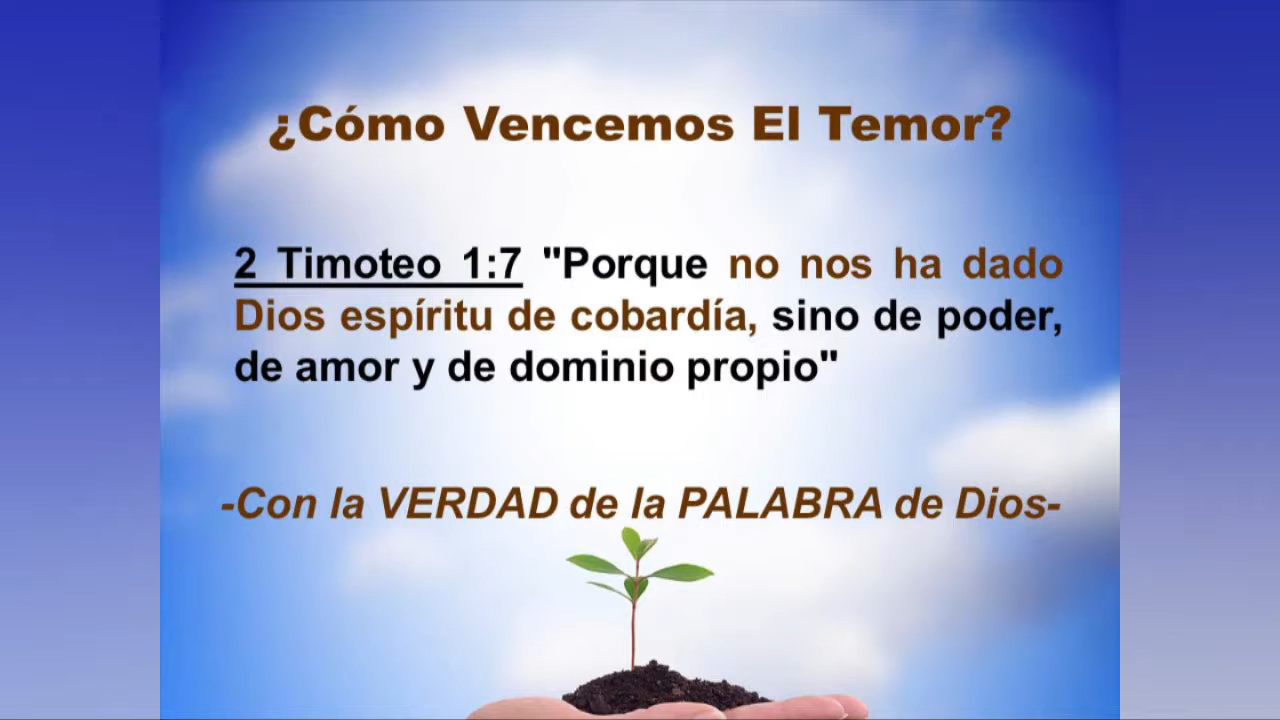 ¿Cómo Vencemos El Temor?
2 Timoteo 1:7 "Porque no nos ha dado
Dios espíritu de cobardía, sino de poder,
de amor y de dominio propio"
-Con la VERDAD de la PALABRA de Dios-